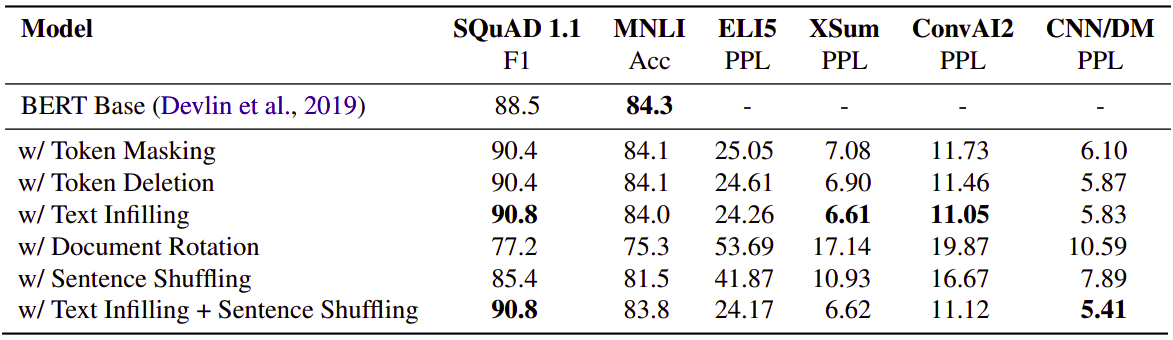 Model SQuAD 1.1 MNLI ELI5 XSum ConvAI2 CNN/DM
F1 Acc PPL PPL PPL PPL
BERT Base (Devlin et al., 2019) 88.5 84.3 - - - -
w/ Token Masking 90.4 84.1 25.05 7.08 11.73 6.10
w/ Token Deletion 90.4 84.1 24.61 6.90 11.46 5.87
w/ Text Infilling 90.8 84.0 24.26 6.61 11.05 5.83
w/ Document Rotation 77.2 75.3 53.69 17.14 19.87 10.59
w/ Sentence Shuffling 85.4 81.5 41.87 10.93 16.67 7.89
w/ Text Infilling + Sentence Shuffling 90.8 83.8 24.17 6.62 11.12 5.41